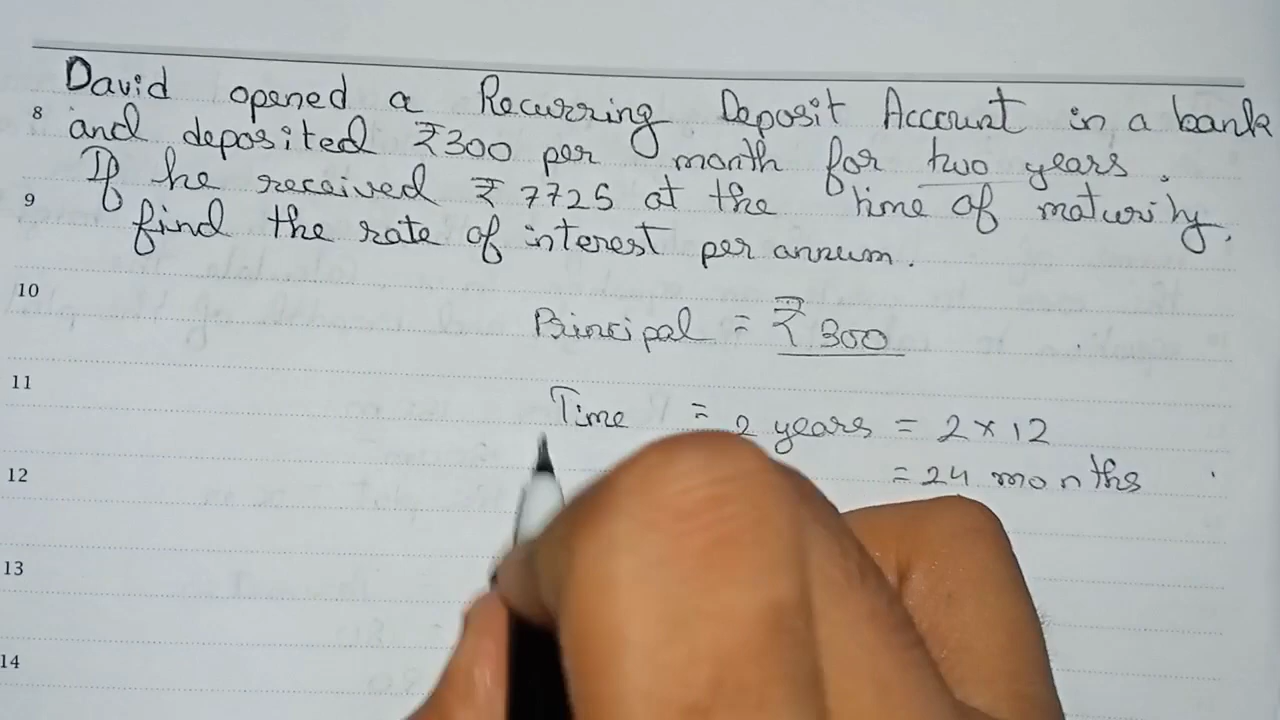 David opened a Recurring Deposit Account in a bank
8 and deposited ₹300 per month for two years.
If he received ₹7725 at the time of maturity,
9 find the rate of interest per annum.
10
Principal = ₹300
11
Time = 2 years = 2 × 12
12 = 24 months
13
14